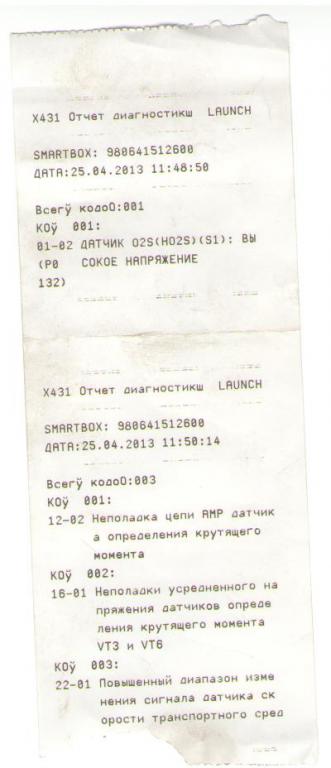 X431 Отчет диагностикш LAUNCH
SMARTBOX: 980641512600
ДАТА:25.04.2013 11:48:50
Всегў кодоО:001
КОў 001:
01-02 ДАТЧИК O2S(HO2S)(S1): ВЫ
(P0 СОКОЕ НАПРЯЖЕНИЕ
132)
X431 Отчет диагностикш LAUNCH
SMARTBOX: 980641512600
ДАТА:25.04.2013 11:50:14
Всегў кодоО:003
КОў 001:
12-02 Неполадка цепи AMP датчик
а определения крутящего
момента
КОў 002:
16-01 Неполадки усредненного на
пряжения датчиков опреде
ления крутящего момента
VT3 и VT6
КОў 003:
22-01 Повышенный диапазон изме
нения сигнала датчика ск
орости транспортного сред